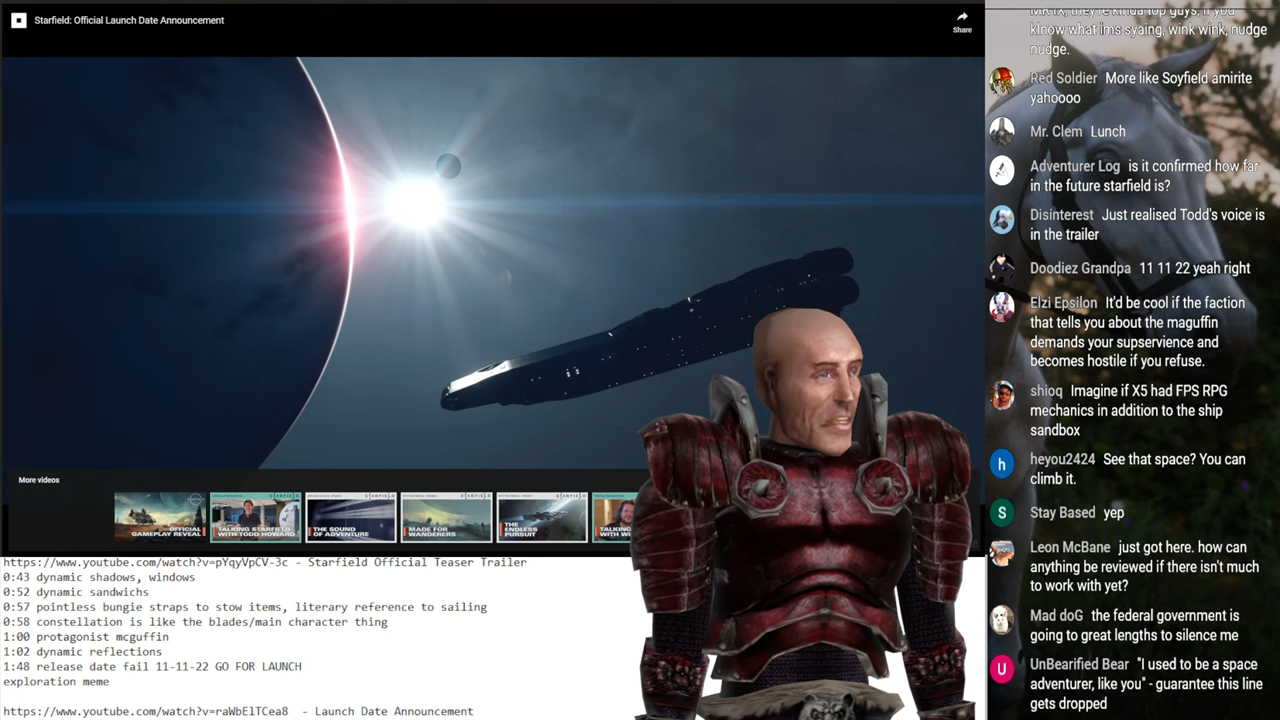 Starfield: Official Launch Date Announcement
Share
More videos
OFFICIAL
GAMEPLAY REVEAL
TALKING STARFIELD
WITH TODD HOWARD
THE SOUND
OF ADVENTURE
MADE FOR
WANDERERS
THE
ENDLESS
PURSUIT
TALKING
WITH
https://www.youtube.com/watch?v=pYqyVpCV-3c - Starfield Official Teaser Trailer
0:43 dynamic shadows, windows
0:52 dynamic sandwichs
0:57 pointless bungie straps to stow items, literary reference to sailing
0:58 constellation is like the blades/main character thing
1:00 protagonist mcguffin
1:02 dynamic reflections
1:48 release date fail 11-11-22 GO FOR LAUNCH
exploration meme
https://www.youtube.com/watch?v=raWbElTCea8 - Launch Date Announcement
MK IX, they're kinda top guys, if you
klnow what ims syaing, wink wink, nudge
nudge.
Red Soldier More like Soyfield amirite
yahoooo
Mr. Clem Lunch
Adventurer Log is it confirmed how far
in the future starfield is?
Disinterest Just realised Todd's voice is
in the trailer
Doodiez Grandpa 11 11 22 yeah right
Elzi Epsilon It'd be cool if the faction
that tells you about the maguffin
demands your supservience and
becomes hostile if you refuse.
shioq Imagine if X5 had FPS RPG
mechanics in addition to the ship
sandbox
h
heyou2424 See that space? You can
climb it.
S
Stay Based yep
Leon McBane just got here. how can
anything be reviewed if there isn't much
to work with yet?
Mad doG the federal government is
going to great lengths to silence me
U
UnBearified Bear "I used to be a space
adventurer, like you" - guarantee this line
gets dropped